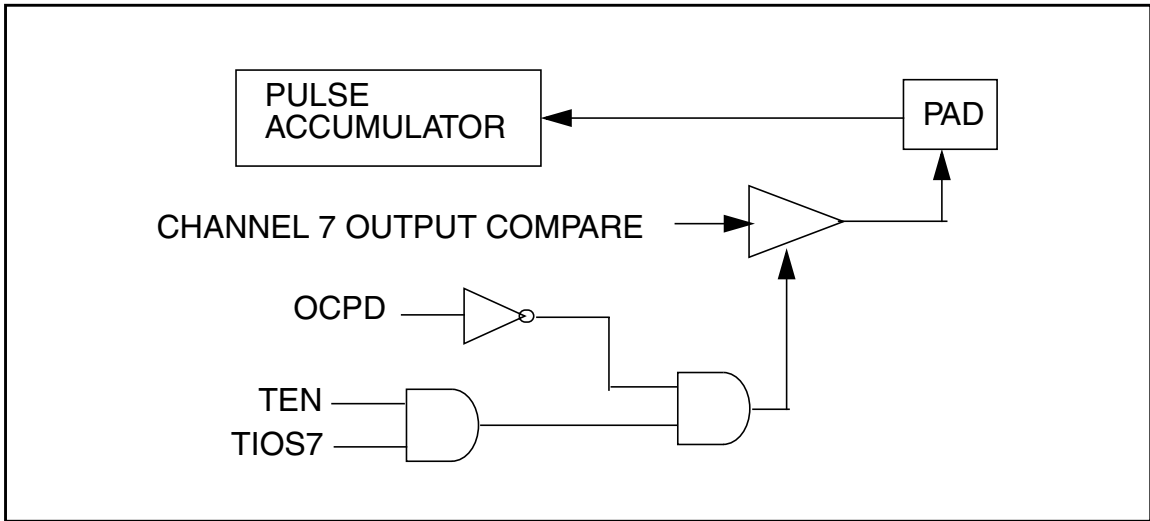 PULSE
ACCUMULATOR
PAD
CHANNEL 7 OUTPUT COMPARE
OCPD
TEN
TIOS7